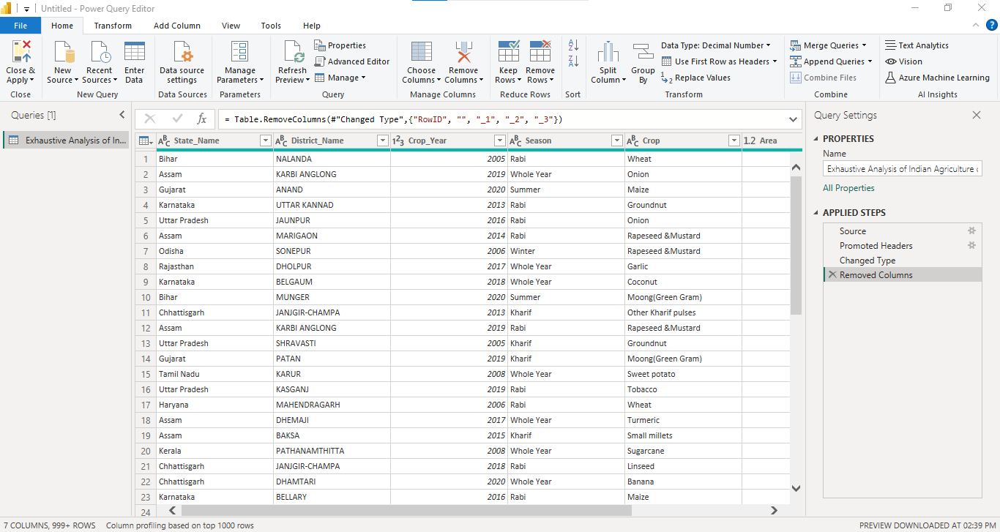 Untitled - Power Query Editor
File Home Transform Add Column View Tools Help
Close & Apply
New Source
Recent Sources
Enter Data
Data source settings
Manage Parameters
Refresh Preview
Properties
Advanced Editor
Manage
Choose Columns
Remove Columns
Keep Rows
Remove Rows
Split Column
Group By
Data Type: Decimal Number
Use First Row as Headers
Replace Values
Merge Queries
Append Queries
Combine Files
Text Analytics
Vision
Azure Machine Learning
Close New Query Data Sources Parameters Query Manage Columns Reduce Rows Sort Transform Combine AI Insights
Queries [1]
Exhaustive Analysis of In...
fx = Table.RemoveColumns(#"Changed Type",{"RowID", "", "_1", "_2", "_3"})
ABC State_Name ABC District_Name 123 Crop_Year ABC Season ABC Crop 1.2 Area
1 Bihar NALANDA 2005 Rabi Wheat
2 Assam KARBI ANGLONG 2019 Whole Year Onion
3 Gujarat ANAND 2020 Summer Maize
4 Karnataka UTTAR KANNAD 2013 Rabi Groundnut
5 Uttar Pradesh JAUNPUR 2016 Rabi Onion
6 Assam MARIGAON 2014 Rabi Rapeseed &Mustard
7 Odisha SONEPUR 2006 Winter Rapeseed &Mustard
8 Rajasthan DHOLPUR 2017 Whole Year Garlic
9 Karnataka BELGAUM 2018 Whole Year Coconut
10 Bihar MUNGER 2020 Summer Moong(Green Gram)
11 Chhattisgarh JANJGIR-CHAMPA 2013 Kharif Other Kharif pulses
12 Assam KARBI ANGLONG 2019 Rabi Rapeseed &Mustard
13 Uttar Pradesh SHRAVASTI 2005 Kharif Groundnut
14 Gujarat PATAN 2019 Kharif Moong(Green Gram)
15 Tamil Nadu KARUR 2008 Whole Year Sweet potato
16 Uttar Pradesh KASGANJ 2019 Rabi Tobacco
17 Haryana MAHENDRAGARH 2006 Rabi Wheat
18 Assam DHEMAJI 2017 Whole Year Turmeric
19 Assam BAKSA 2015 Kharif Small millets
20 Kerala PATHANAMTHITTA 2008 Whole Year Sugarcane
21 Chhattisgarh JANJGIR-CHAMPA 2018 Rabi Linseed
22 Chhattisgarh DHAMTARI 2020 Whole Year Banana
23 Karnataka BELLARY 2016 Rabi Maize
24
Query Settings
PROPERTIES
Name
Exhaustive Analysis of Indian Agriculture
All Properties
APPLIED STEPS
Source
Promoted Headers
Changed Type
Removed Columns
7 COLUMNS, 999+ ROWS Column profiling based on top 1000 rows PREVIEW DOWNLOADED AT 02:39 PM